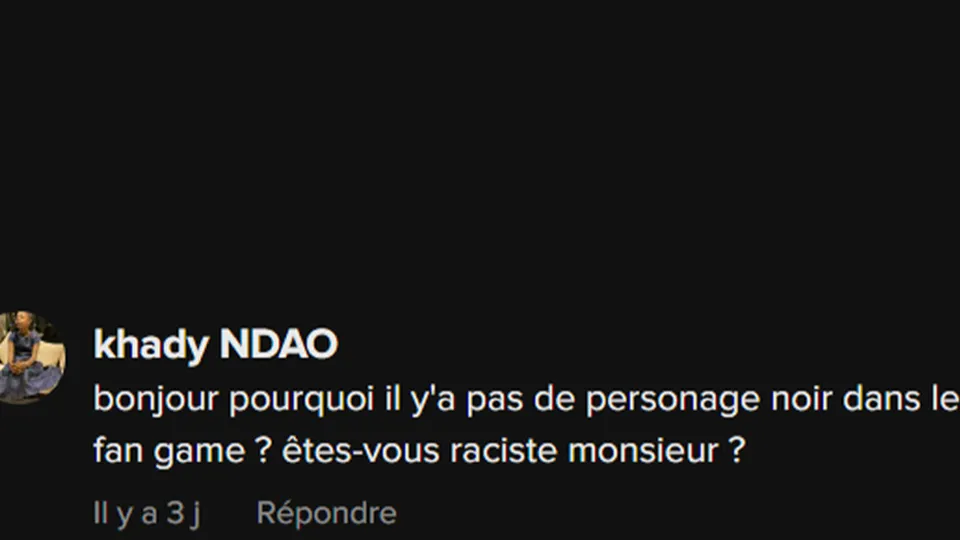 khady NDAO
bonjour pourquoi il y'a pas de personage noir dans le
fan game ? êtes-vous raciste monsieur ?
Il y a 3 j Répondre